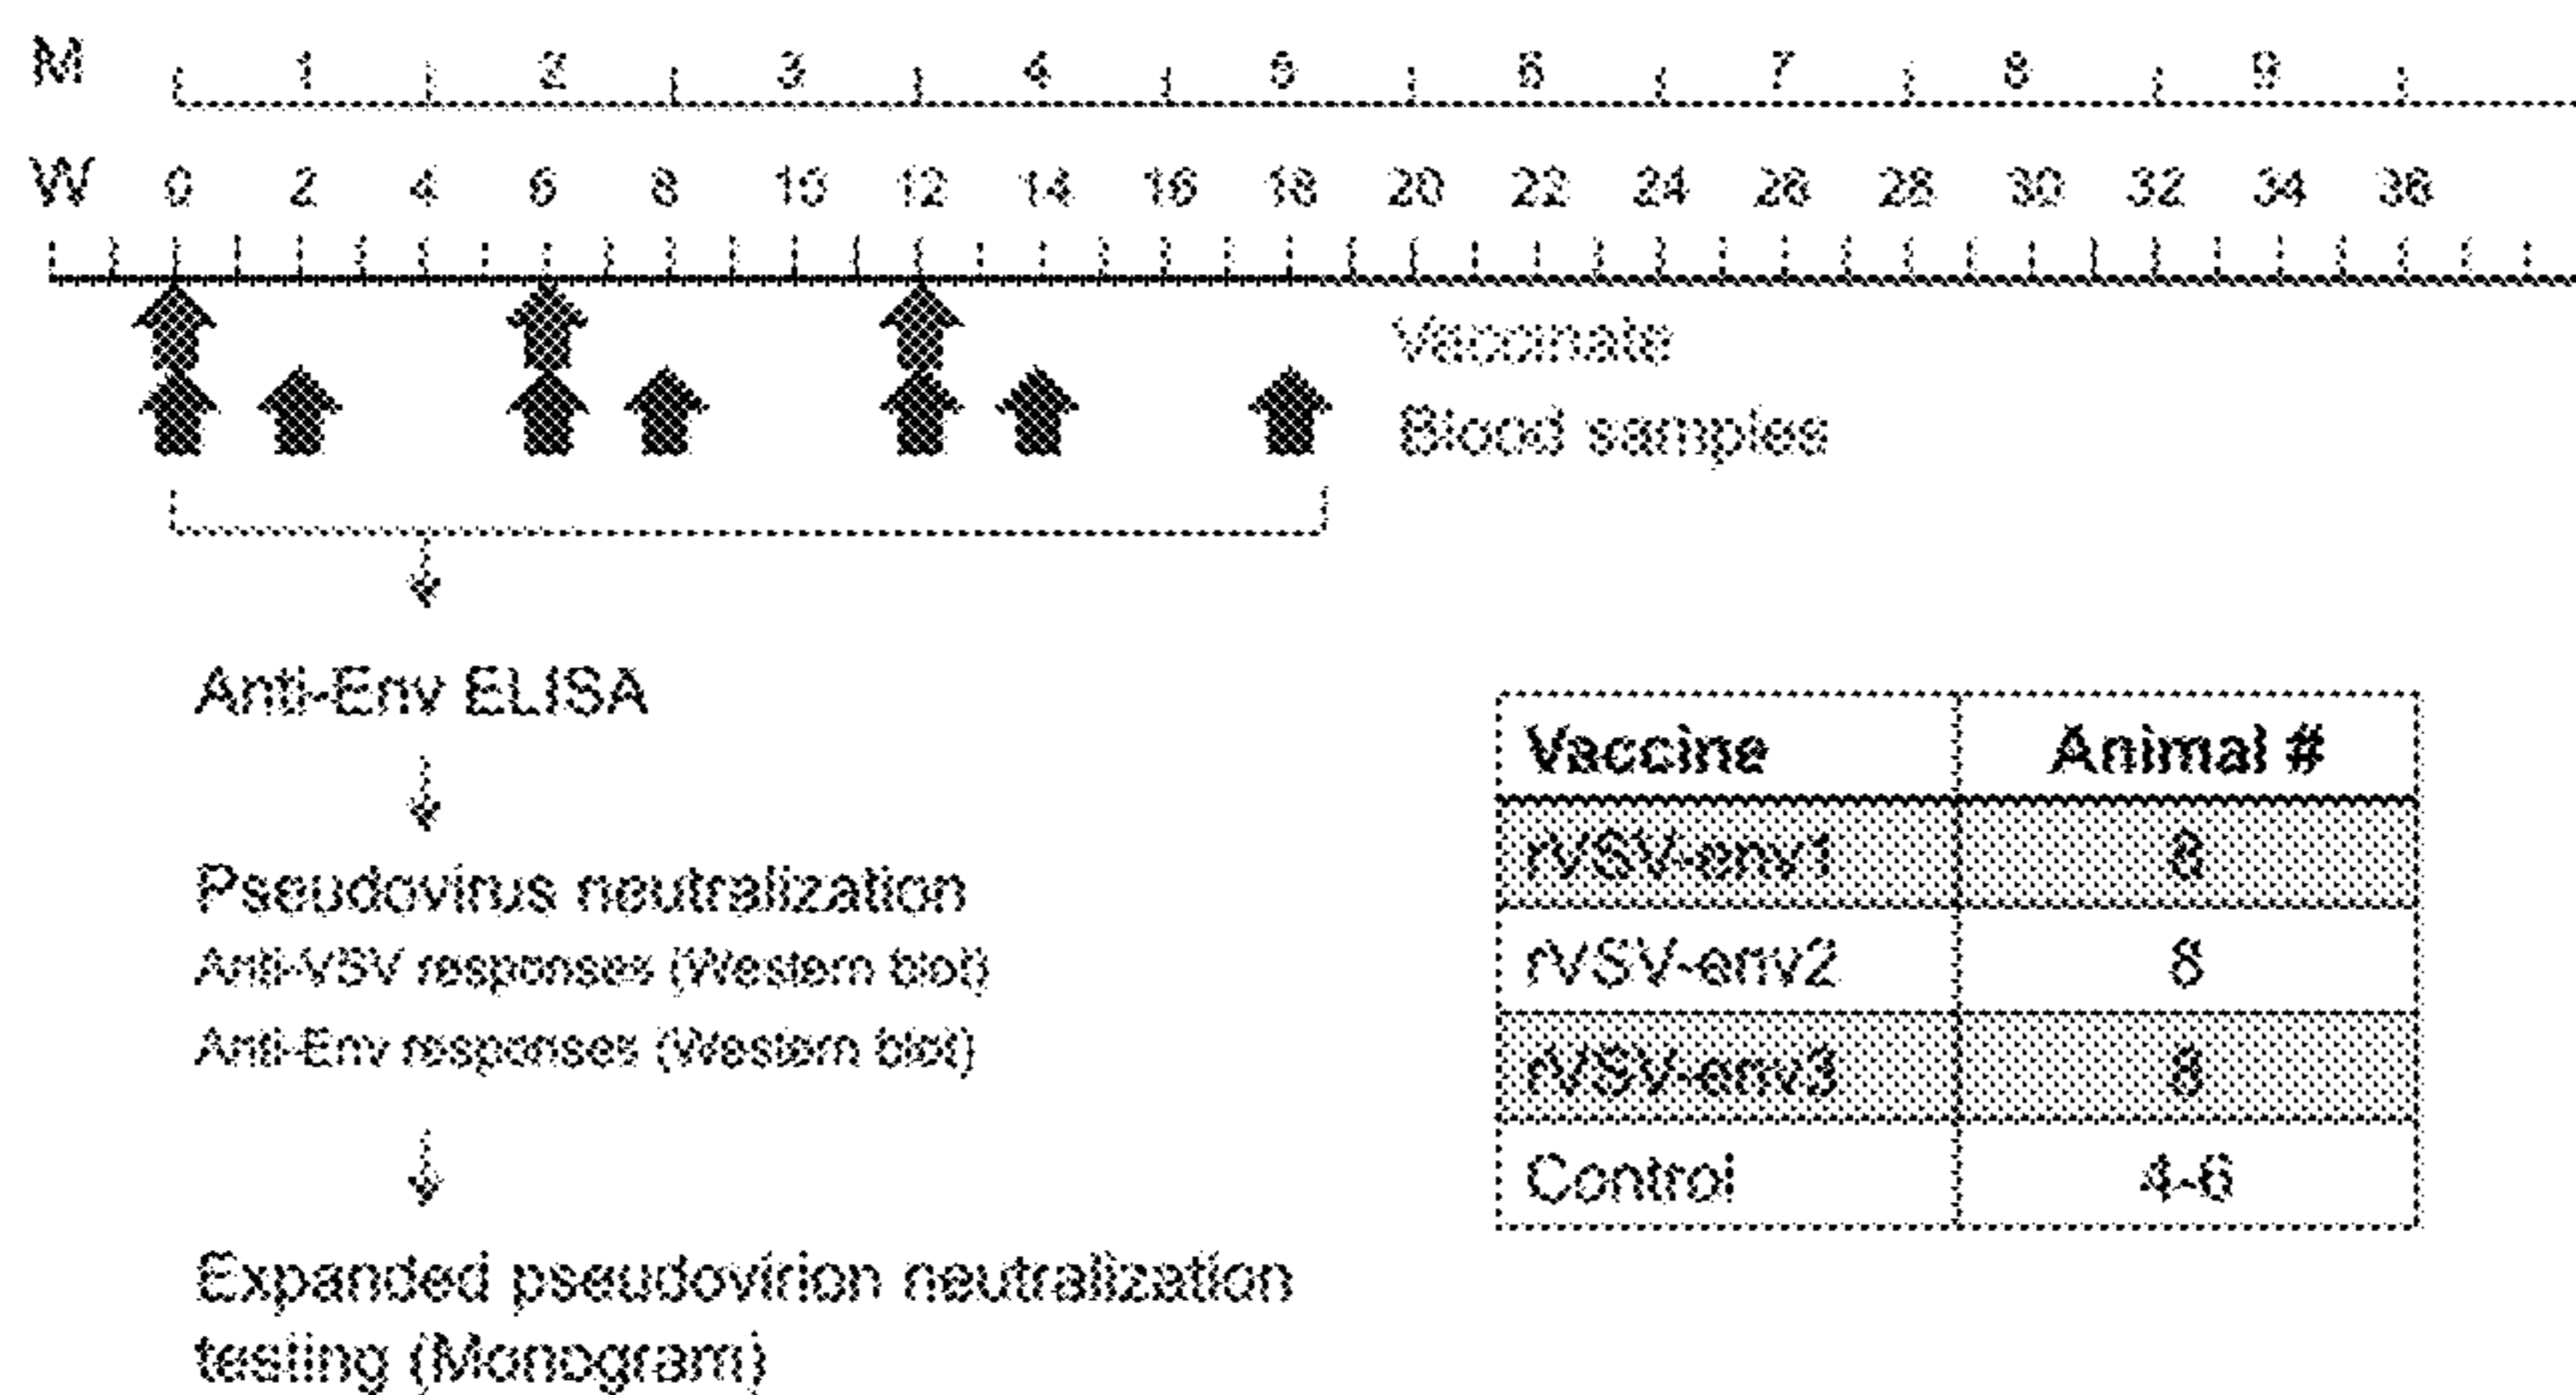 M 1 2 3 4 5 6 7 8 9
W 0 2 4 6 8 10 12 14 16 18 20 22 24 26 28 30 32 34 36
Vaccinate
Blood samples
Anti-Env ELISA
Pseudovirus neutralization
Anti-VSV responses (Western blot)
Anti-Env responses (Western blot)
Expanded pseudovirion neutralization
testing (Monogram)
Vaccine Animal #
rVSV-env1 8
rVSV-env2 8
rVSV-env3 8
Control 4-6